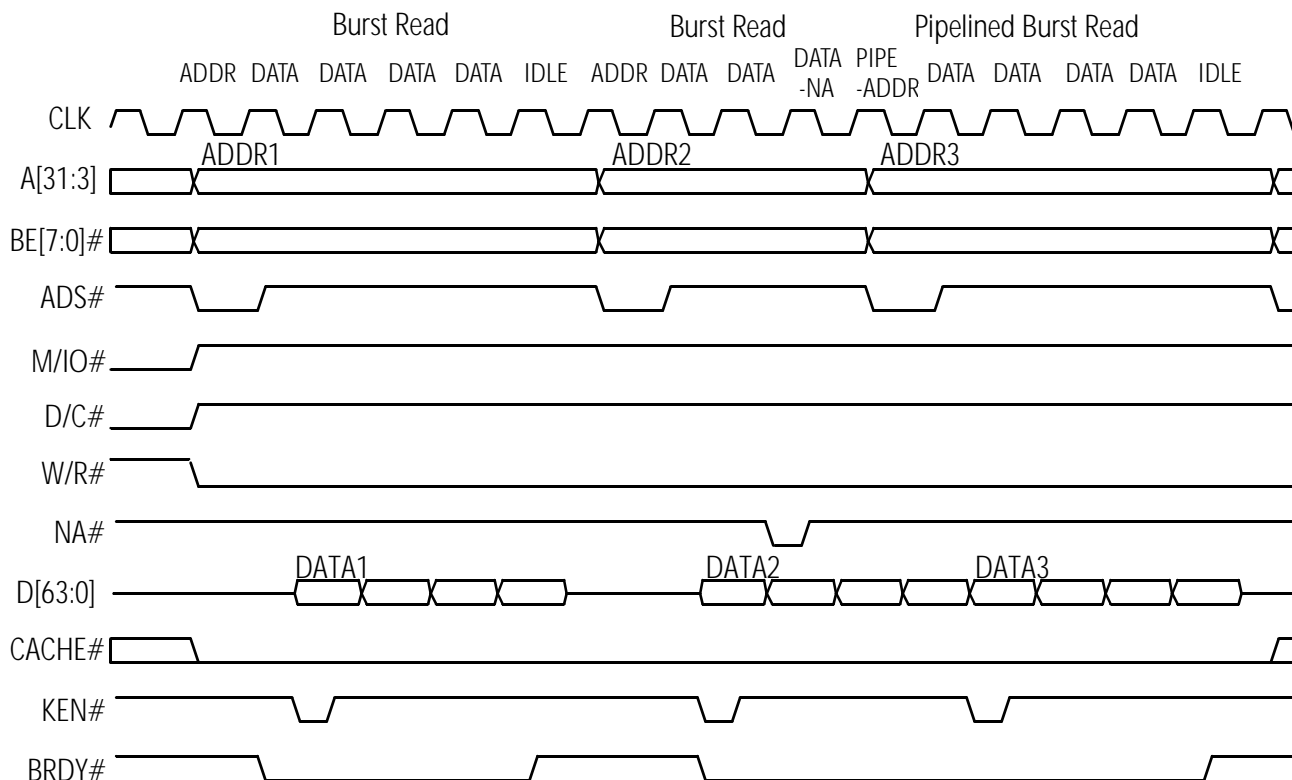 Burst Read Burst Read Pipelined Burst Read
ADDR DATA DATA DATA DATA IDLE ADDR DATA DATA DATA -NA PIPE -ADDR DATA DATA DATA DATA IDLE
CLK
ADDR1 ADDR2 ADDR3
A[31:3]
BE[7:0]#
ADS#
M/IO#
D/C#
W/R#
NA#
DATA1 DATA2 DATA3
D[63:0]
CACHE#
KEN#
BRDY#